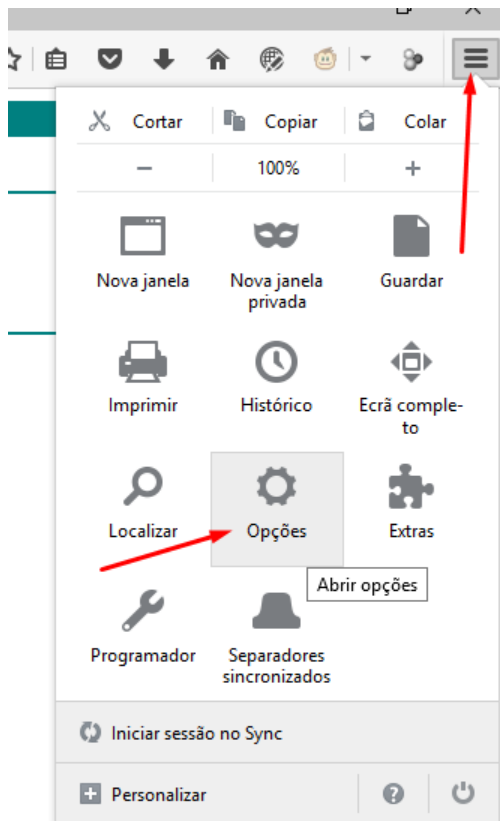 Cortar Copiar Colar
− 100% +
Nova janela Nova janela privada Guardar
Imprimir Histórico Ecrã comple-
to
Localizar Opções Extras
Abrir opções
Programador Separadores
sincronizados
Iniciar sessão no Sync
Personalizar